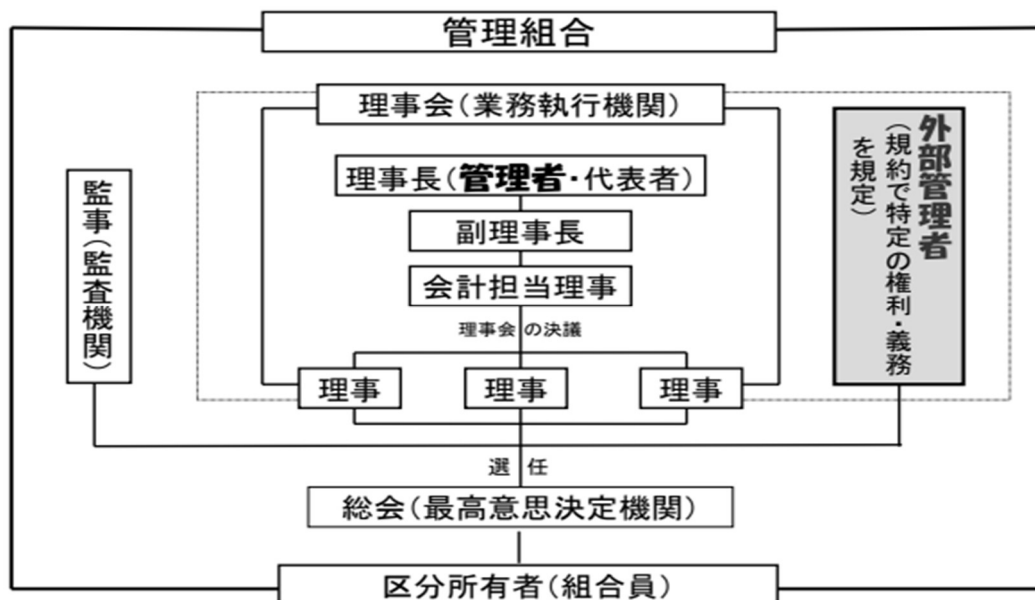 管理組合
理事会(業務執行機関)
理事長(管理者・代表者)
副理事長
会計担当理事
理事会の決議
理事
理事
理事
監事(監査機関)
外部管理者
(規約で特定の権利・義務
を規定)
選任
総会(最高意思決定機関)
区分所有者(組合員)